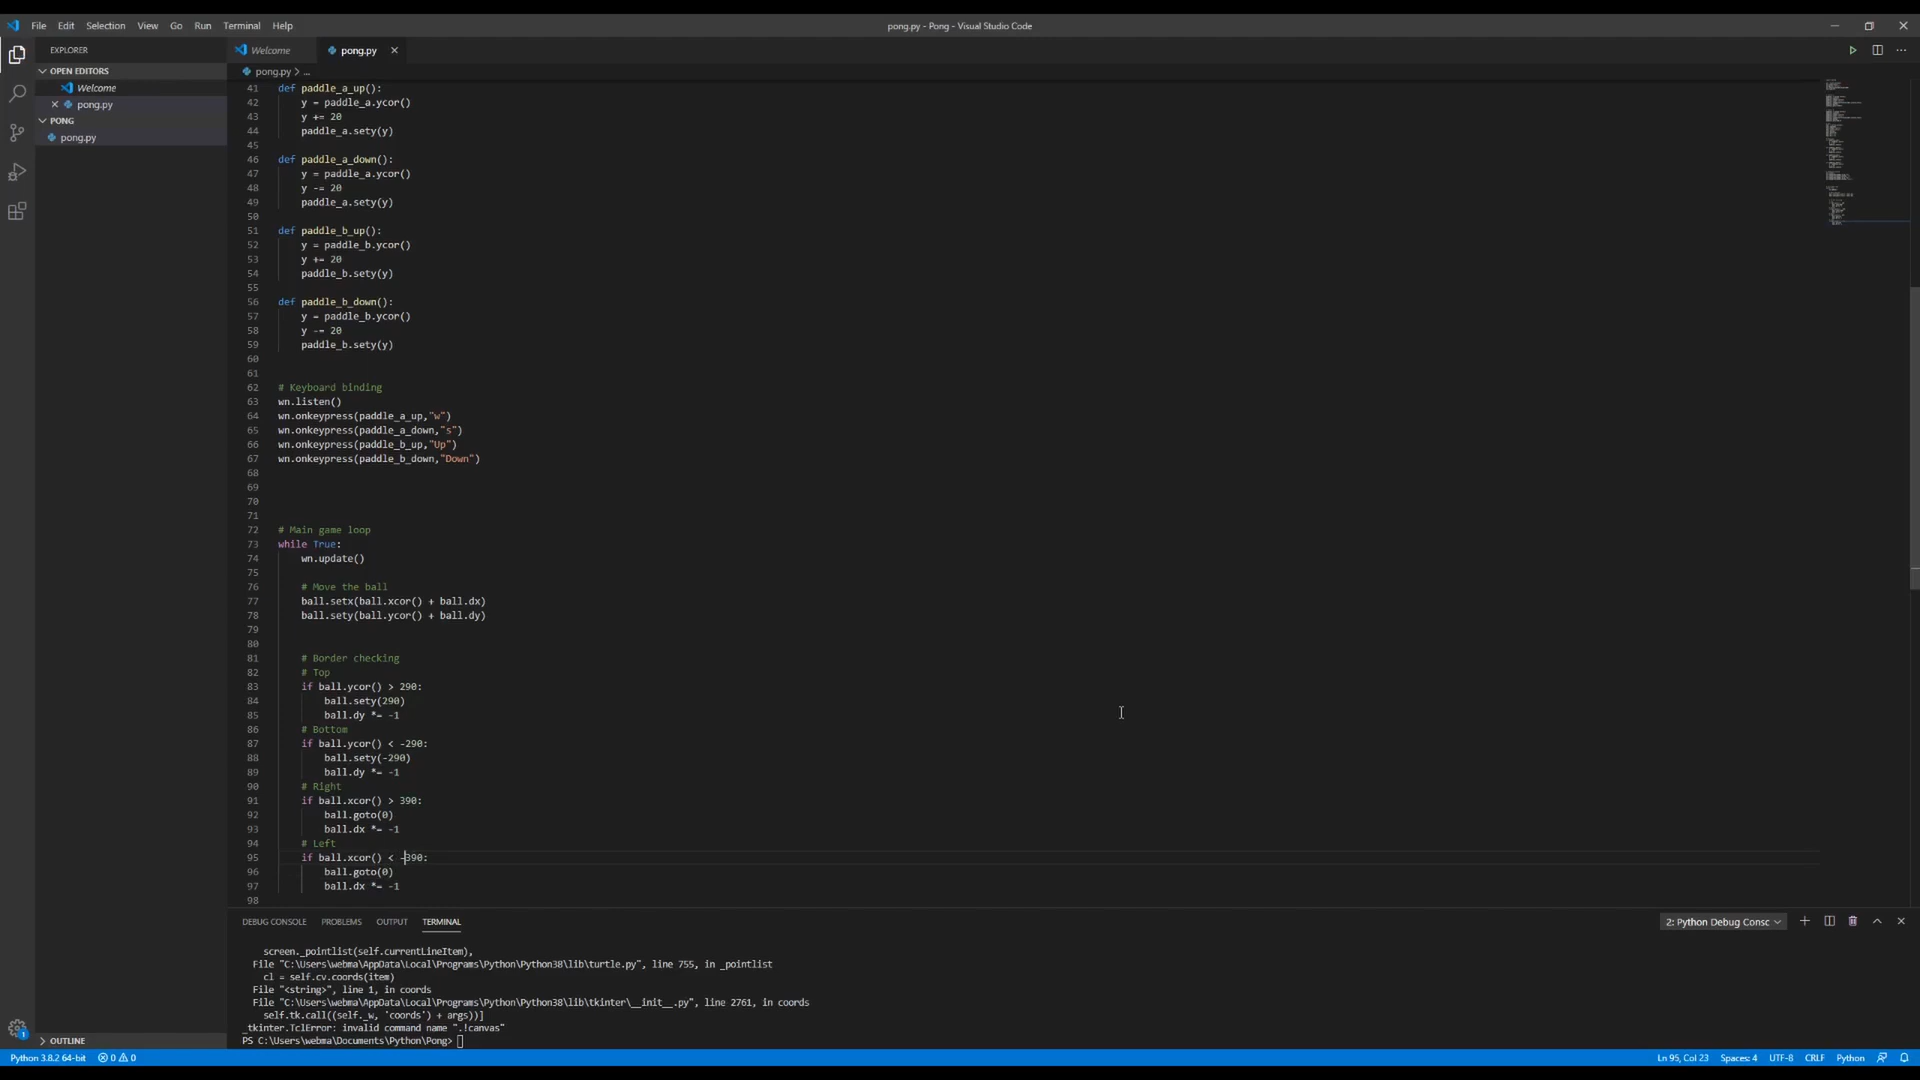 File Edit Selection View Go Run Terminal Help
pong.py - Pong - Visual Studio Code
EXPLORER
OPEN EDITORS
Welcome
pong.py
PONG
pong.py
OUTLINE
Welcome
pong.py
pong.py > ...
41 def paddle_a_up():
42 y = paddle_a.ycor()
43 y += 20
44 paddle_a.sety(y)
45
46 def paddle_a_down():
47 y = paddle_a.ycor()
48 y -= 20
49 paddle_a.sety(y)
50
51 def paddle_b_up():
52 y = paddle_b.ycor()
53 y += 20
54 paddle_b.sety(y)
55
56 def paddle_b_down():
57 y = paddle_b.ycor()
58 y -= 20
59 paddle_b.sety(y)
60
61
62 # Keyboard binding
63 wn.listen()
64 wn.onkeypress(paddle_a_up,"w")
65 wn.onkeypress(paddle_a_down,"s")
66 wn.onkeypress(paddle_b_up,"Up")
67 wn.onkeypress(paddle_b_down,"Down")
68
69
70
71
72 # Main game loop
73 while True:
74 wn.update()
75
76 # Move the ball
77 ball.setx(ball.xcor() + ball.dx)
78 ball.sety(ball.ycor() + ball.dy)
79
80
81 # Border checking
82 # Top
83 if ball.ycor() > 290:
84 ball.sety(290)
85 ball.dy *= -1
86 # Bottom
87 if ball.ycor() < -290:
88 ball.sety(-290)
89 ball.dy *= -1
90 # Right
91 if ball.xcor() > 390:
92 ball.goto(0)
93 ball.dx *= -1
94 # Left
95 if ball.xcor() < -390:
96 ball.goto(0)
97 ball.dx *= -1
98
DEBUG CONSOLE PROBLEMS OUTPUT TERMINAL
2: Python Debug Consc
screen._pointlist(self.currentLineItem),
File "C:\Users\webma\AppData\Local\Programs\Python\Python38\lib\turtle.py", line 755, in _pointlist
cl = self.cv.coords(item)
File "<string>", line 1, in coords
File "C:\Users\webma\AppData\Local\Programs\Python\Python38\lib\tkinter\__init__.py", line 2761, in coords
self.tk.call((self._w, 'coords') + args))]
_tkinter.TclError: invalid command name ".!canvas"
PS C:\Users\webma\Documents\Python\Pong>
1
Python 3.8.2 64-bit 0 0
Ln 95, Col 23 Spaces: 4 UTF-8 CRLF Python